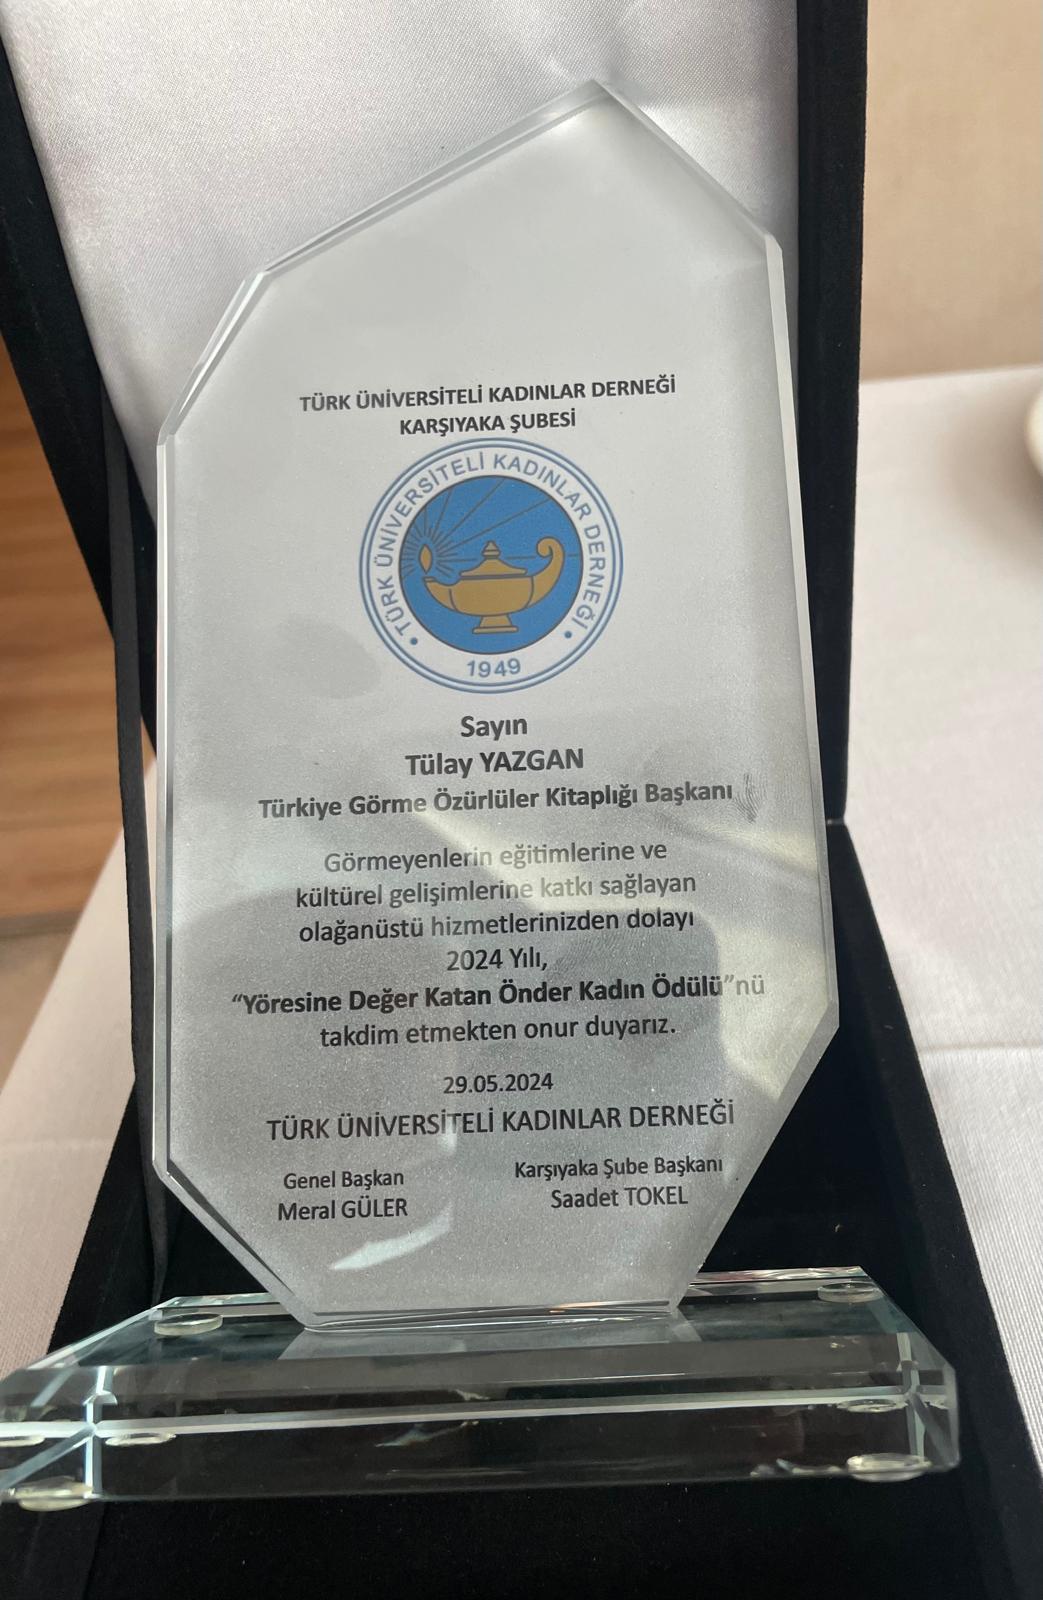 TÜRK ÜNİVERSİTELİ KADINLAR DERNEĞİ
KARŞIYAKA ŞUBESİ
• TÜRK ÜNİVERSİTELİ KADINLAR DERNEĞİ •
1949
Sayın
Tülay YAZGAN
Türkiye Görme Özürlüler Kitaplığı Başkanı
Görmeyenlerin eğitimlerine ve
kültürel gelişimlerine katkı sağlayan
olağanüstü hizmetlerinizden dolayı
2024 Yılı,
“Yöresine Değer Katan Önder Kadın Ödülü”nü
takdim etmekten onur duyarız.
29.05.2024
TÜRK ÜNİVERSİTELİ KADINLAR DERNEĞİ
Genel Başkan
Meral GÜLER
Karşıyaka Şube Başkanı
Saadet TOKEL